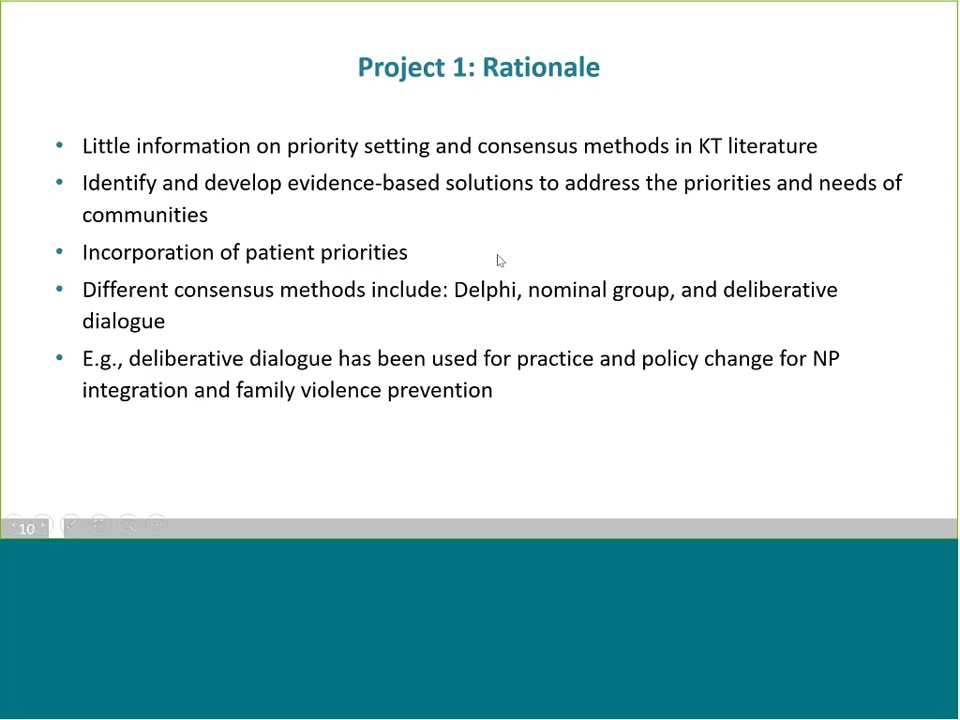 Project 1: Rationale
• Little information on priority setting and consensus methods in KT literature
• Identify and develop evidence-based solutions to address the priorities and needs of
communities
• Incorporation of patient priorities
• Different consensus methods include: Delphi, nominal group, and deliberative
dialogue
• E.g., deliberative dialogue has been used for practice and policy change for NP
integration and family violence prevention
10